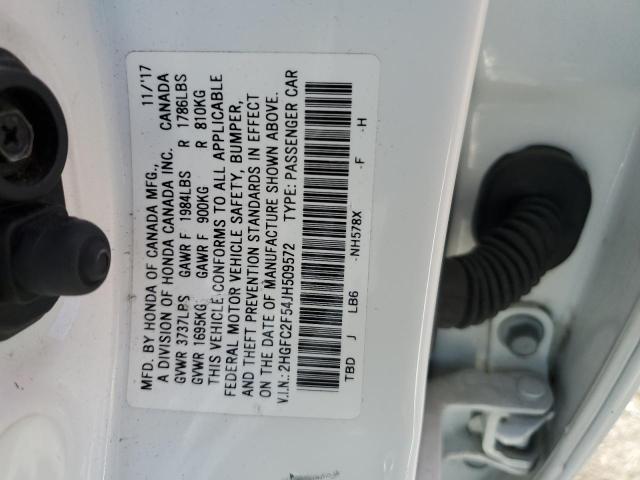 MFD. BY HONDA OF CANADA MFG., 11/'17
A DIVISION OF HONDA CANADA INC. CANADA
GVWR 3737LBS GAWR F 1984LBS R 1786LBS
GVWR 1695KG GAWR F 900KG R 810KG
THIS VEHICLE CONFORMS TO ALL APPLICABLE
FEDERAL MOTOR VEHICLE SAFETY, BUMPER,
AND THEFT PREVENTION STANDARDS IN EFFECT
ON THE DATE OF MANUFACTURE SHOWN ABOVE.
V.I.N.: 2HGFC2F54JH509572 TYPE: PASSENGER CAR
TBD J LB6 -NH578X -F -H